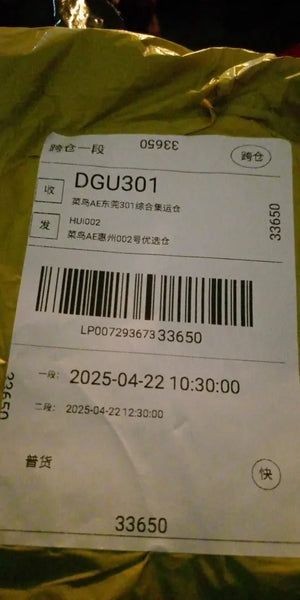 跨仓一段
33650
跨仓
收
DGU301
菜鸟AE东莞301综合集运仓
33650
发
HUI002
菜鸟AE惠州002号优选仓
LP00729367333650
一段: 2025-04-22 10:30:00
33650
二段: 2025-04-22 12:30:00
普货
快
33650